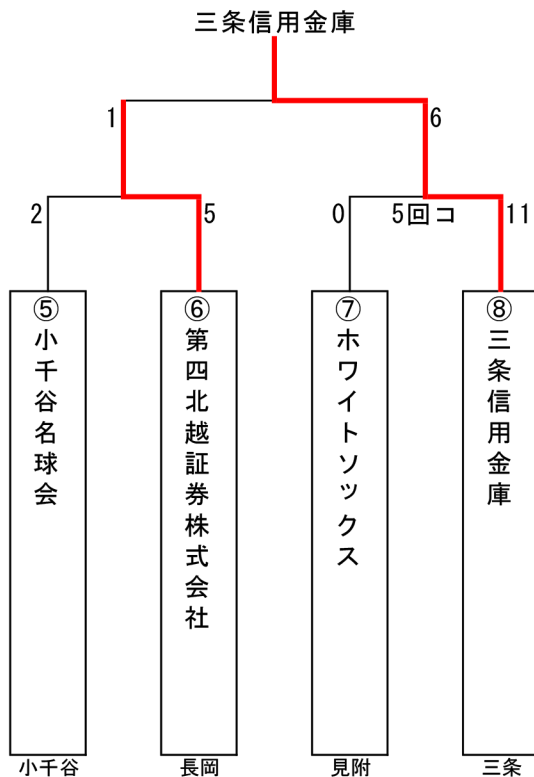 三条信用金庫
1
6
2
5
0
5回コ
11
⑤小千谷名球会
⑥第四北越証券株式会社
⑦ホワイトソックス
⑧三条信用金庫
小千谷
長岡
見附
三条